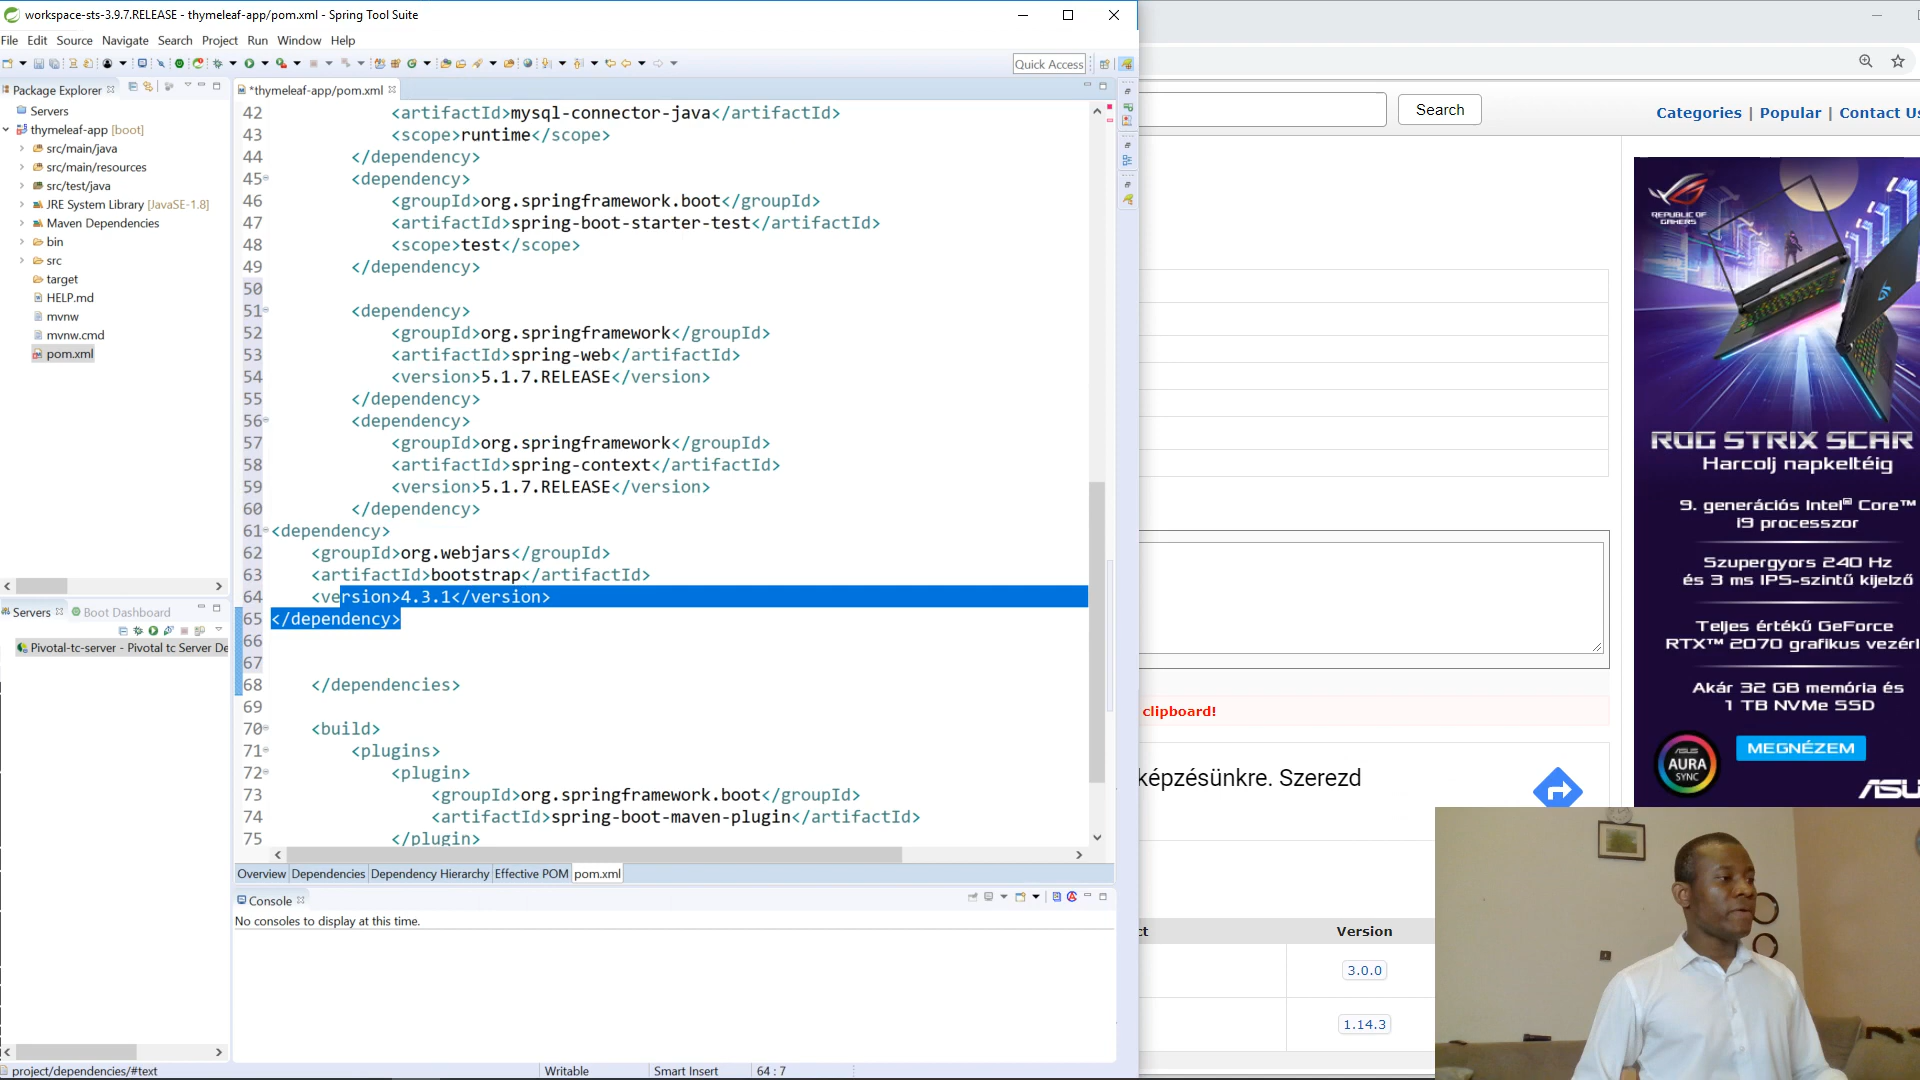 workspace-sts-3.9.7.RELEASE - thymeleaf-app/pom.xml - Spring Tool Suite
File Edit Source Navigate Search Project Run Window Help
Quick Access
Package Explorer
Servers
thymeleaf-app [boot]
src/main/java
src/main/resources
src/test/java
JRE System Library [JavaSE-1.8]
Maven Dependencies
bin
src
target
HELP.md
mvnw
mvnw.cmd
pom.xml
Servers Boot Dashboard
Pivotal-tc-server - Pivotal tc Server De
*thymeleaf-app/pom.xml
42 <artifactId>mysql-connector-java</artifactId>
43 <scope>runtime</scope>
44 </dependency>
45 <dependency>
46 <groupId>org.springframework.boot</groupId>
47 <artifactId>spring-boot-starter-test</artifactId>
48 <scope>test</scope>
49 </dependency>
50
51 <dependency>
52 <groupId>org.springframework</groupId>
53 <artifactId>spring-web</artifactId>
54 <version>5.1.7.RELEASE</version>
55 </dependency>
56 <dependency>
57 <groupId>org.springframework</groupId>
58 <artifactId>spring-context</artifactId>
59 <version>5.1.7.RELEASE</version>
60 </dependency>
61 <dependency>
62 <groupId>org.webjars</groupId>
63 <artifactId>bootstrap</artifactId>
64 <version>4.3.1</version>
65 </dependency>
66
67
68 </dependencies>
69
70 <build>
71 <plugins>
72 <plugin>
73 <groupId>org.springframework.boot</groupId>
74 <artifactId>spring-boot-maven-plugin</artifactId>
75 </plugin>
Overview Dependencies Dependency Hierarchy Effective POM pom.xml
Console
No consoles to display at this time.
project/dependencies/#text Writable Smart Insert 64 : 7
Search
Categories | Popular | Contact Us
clipboard!
képzésünkre. Szerezd
ct Version
3.0.0
1.14.3
REPUBLIC OF
GAMERS
ROG STRIX SCAR
Harcolj napkeltéig
9. generációs Intel® Core™
i9 processzor
Szupergyors 240 Hz
és 3 ms IPS-szintű kijelző
Teljes értékű GeForce
RTX™ 2070 grafikus vezérl
Akár 32 GB memória és
1 TB NVMe SSD
ASUS
AURA
SYNC
MEGNÉZEM
ASUS